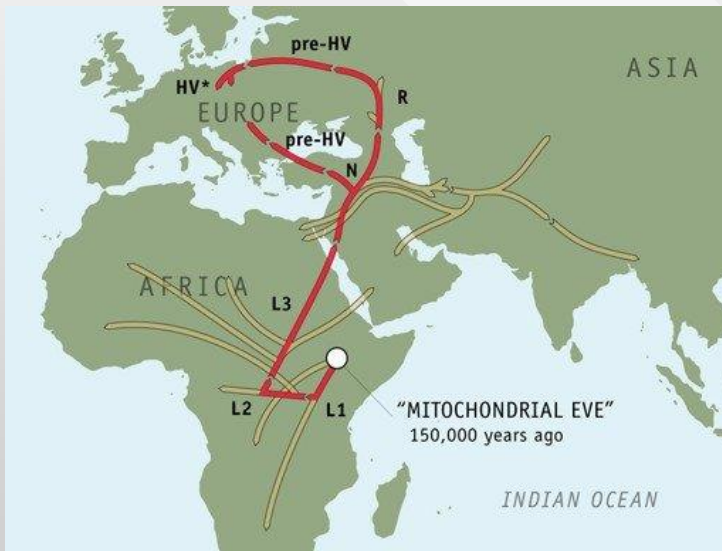 pre-HV
ASIA
HV*
R
EUROPE
pre-HV
N
AFRICA
L3
L2
L1
“MITOCHONDRIAL EVE”
150,000 years ago
INDIAN OCEAN